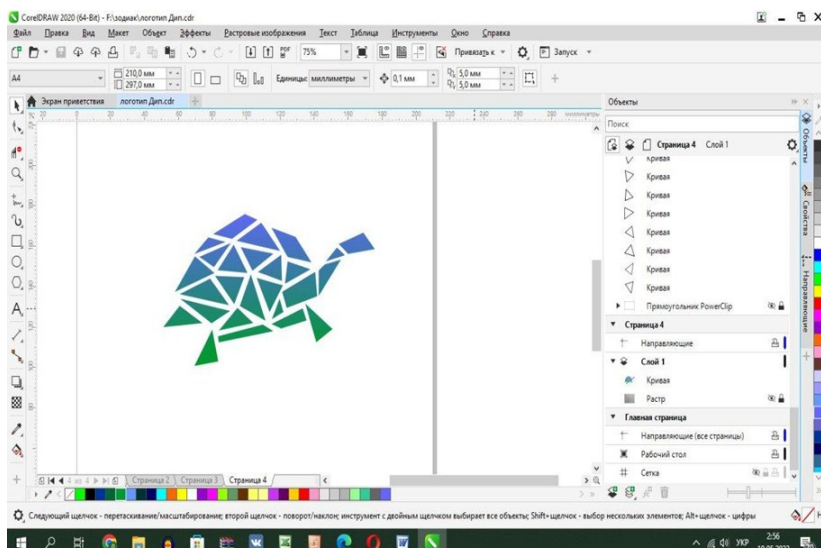 CorelDRAW 2020 (64-Bit) - F:\зодиак\логотип Дип.cdr
Файл Правка Вид Макет Объект Эффекты Растровые изображения Текст Таблица Инструменты Окно Справка
PDF 75% Привязать к Запуск
A4 210,0 мм 297,0 мм Единицы: миллиметры 0,1 мм 5,0 мм 5,0 мм
Экран приветствия логотип Дип.cdr
миллиметры
Объекты
Поиск
Страница 4 Слой 1
Кривая
Кривая
Кривая
Кривая
Кривая
Кривая
Кривая
Кривая
Прямоугольник PowerClip
Страница 4
Направляющие
Слой 1
Кривая
Растр
Главная страница
Направляющие (все страницы)
Рабочий стол
Сетка
Объекты
Свойства
Направляющие
4 из 4 Страница 2 Страница 3 Страница 4
Следующий щелчок - перетаскивание/масштабирование; второй щелчок - поворот/наклон; инструмент с двойным щелчком выбирает все объекты; Shift+щелчок - выбор нескольких элементов; Alt+щелчок - цифры
УКР 2:56